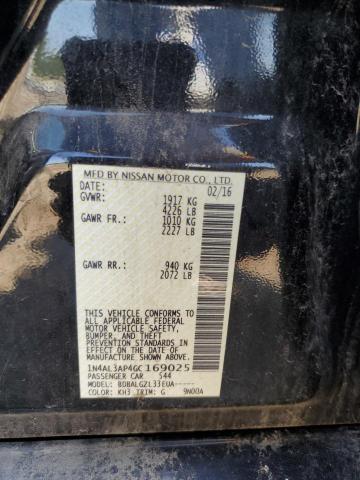 MFD BY NISSAN MOTOR CO., LTD.
DATE: 02/16
GVWR: 1917 KG
4226 LB
GAWR FR: 1010 KG
2227 LB
GAWR RR: 940 KG
2072 LB
THIS VEHICLE CONFORMS TO
ALL APPLICABLE FEDERAL
MOTOR VEHICLE SAFETY,
BUMPER, AND THEFT
PREVENTION STANDARDS IN
EFFECT ON THE DATE OF
MANUFACTURE SHOWN ABOVE.
1N4AL3AP4GC169025
PASSENGER CAR 544
MODEL: BDBALGZL33EUA-----
COLOR: KH3 TRIM: G 9N00A